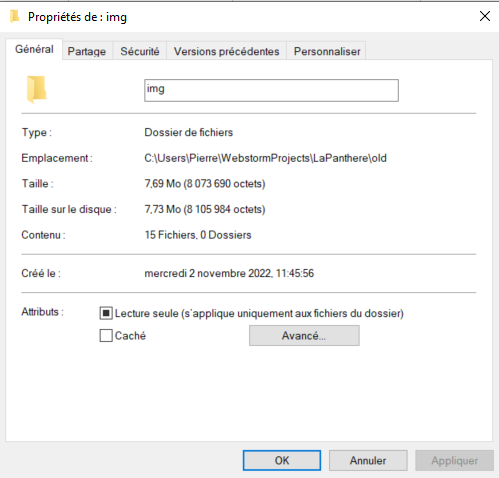 Propriétés de : img
Général Partage Sécurité Versions précédentes Personnaliser
img
Type : Dossier de fichiers
Emplacement : C:\Users\Pierre\WebstormProjects\LaPanthere\old
Taille : 7,69 Mo (8 073 690 octets)
Taille sur le disque : 7,73 Mo (8 105 984 octets)
Contenu : 15 Fichiers, 0 Dossiers
Créé le : mercredi 2 novembre 2022, 11:45:56
Attributs : Lecture seule (s'applique uniquement aux fichiers du dossier)
Caché Avancé...
OK Annuler Appliquer